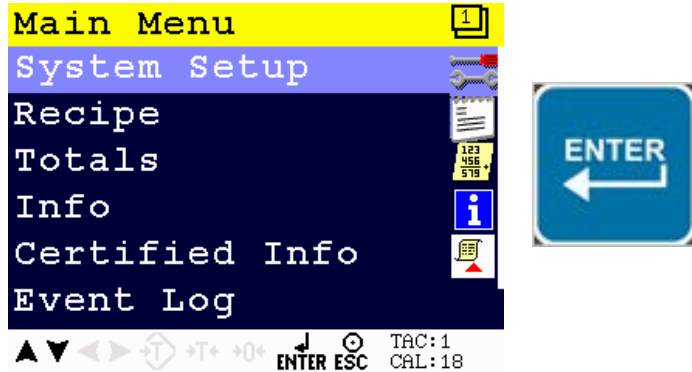 Main Menu 1
System Setup
Recipe
Totals
123
456
579
Info
i
Certified Info
Event Log
→T← →T← →0← ENTER ESC TAC:1
CAL:18
ENTER